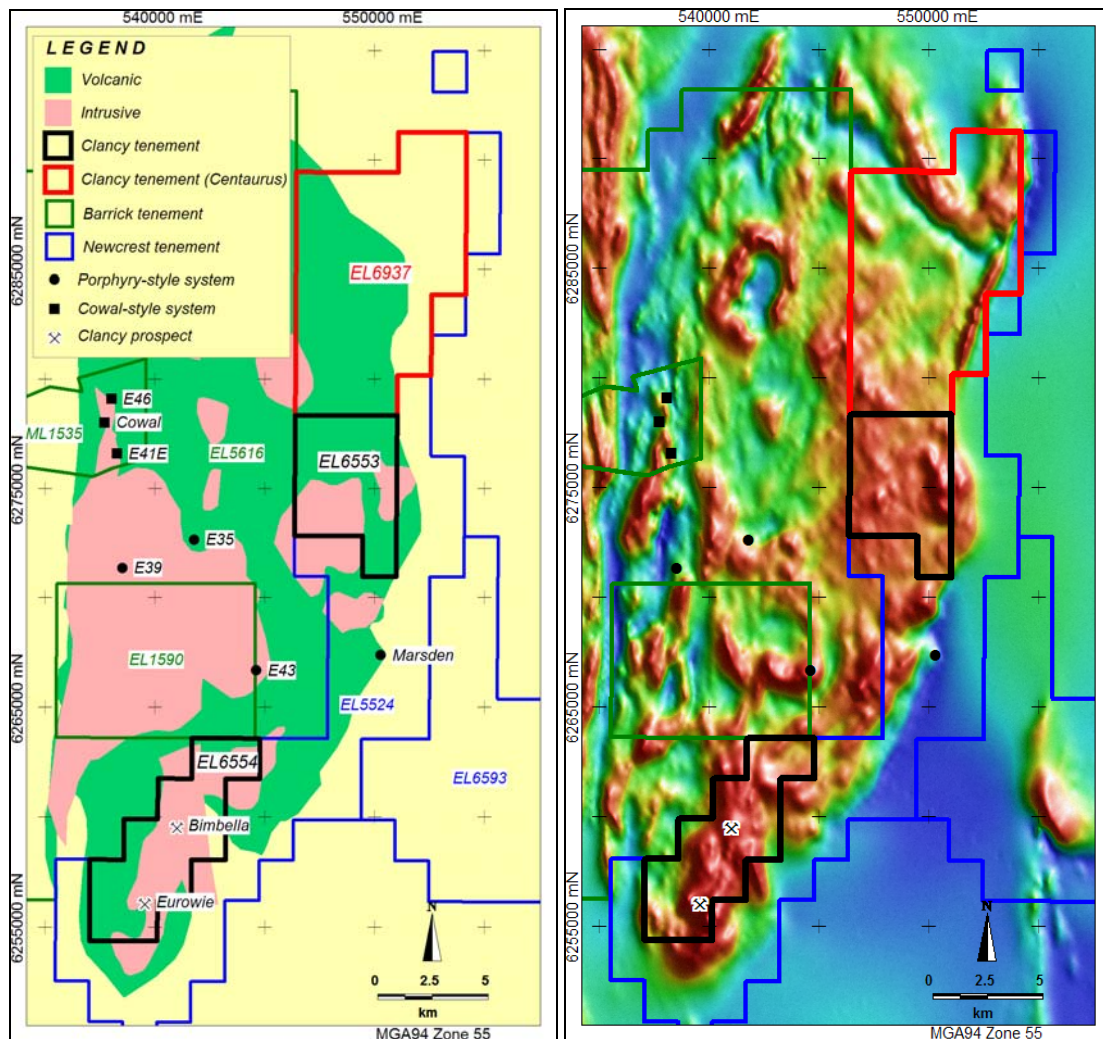 540000 mE
550000 mE
LEGEND
Volcanic
Intrusive
Clancy tenement
Clancy tenement (Centaurus)
Barrick tenement
Newcrest tenement
Porphyry-style system
Cowal-style system
Clancy prospect
6285000 mN
6275000 mN
6265000 mN
6255000 mN
EL6937
E46
Cowal
ML1535
E41E
EL5616
EL6553
E35
E39
EL1590
E43
Marsden
EL5524
EL6554
EL6593
Bimbella
Eurowie
N
0 2.5 5
km
MGA94 Zone 55
540000 mE
550000 mE
6285000 mN
6275000 mN
6265000 mN
6255000 mN
N
0 2.5 5
km
MGA94 Zone 55